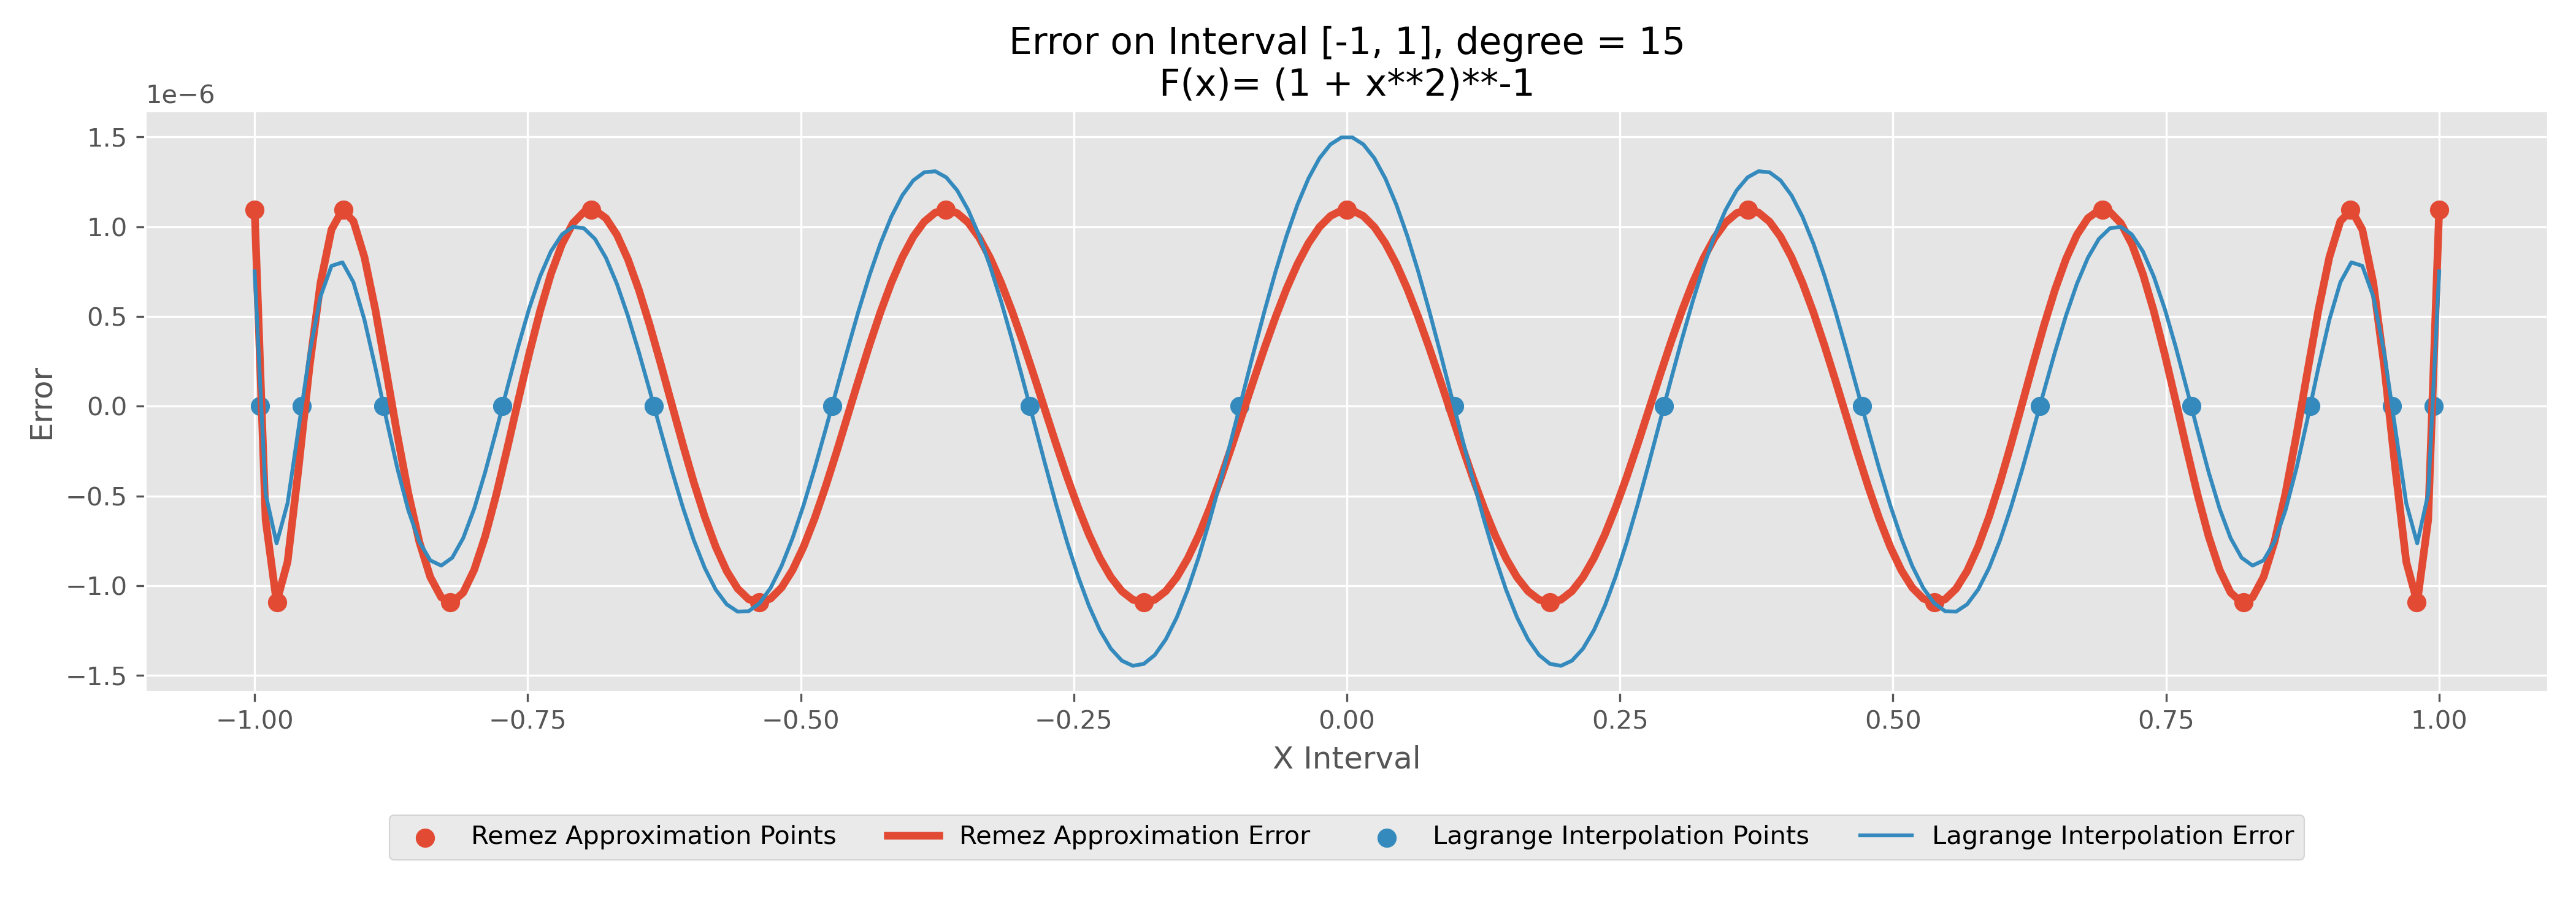 Error on Interval [-1, 1], degree = 15
F(x)= (1 + x**2)**-1
1e−6
1.5
1.0
0.5
0.0
−0.5
−1.0
−1.5
Error
−1.00 −0.75 −0.50 −0.25 0.00 0.25 0.50 0.75 1.00
X Interval
Remez Approximation Points Remez Approximation Error Lagrange Interpolation Points Lagrange Interpolation Error